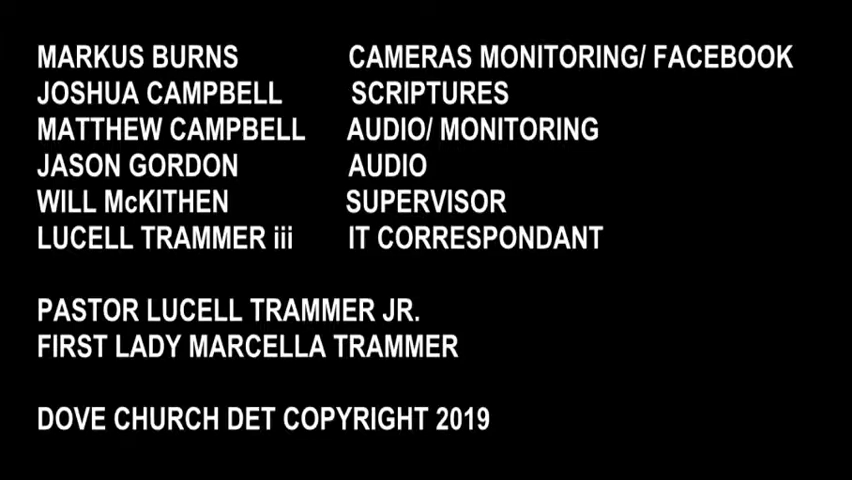 MARKUS BURNS CAMERAS MONITORING/ FACEBOOK
JOSHUA CAMPBELL SCRIPTURES
MATTHEW CAMPBELL AUDIO/ MONITORING
JASON GORDON AUDIO
WILL McKITHEN SUPERVISOR
LUCELL TRAMMER iii IT CORRESPONDANT
PASTOR LUCELL TRAMMER JR.
FIRST LADY MARCELLA TRAMMER
DOVE CHURCH DET COPYRIGHT 2019